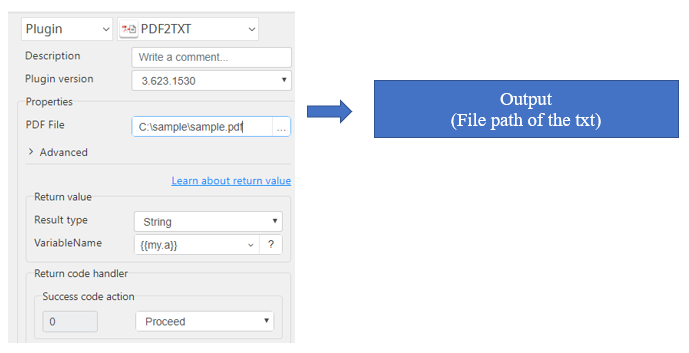 Plugin PDF2TXT
Description Write a comment...
Plugin version 3.623.1530
Properties
PDF File C:\sample\sample.pdf ...
> Advanced
Learn about return value
Return value
Result type String
VariableName {{my.a}} ?
Return code handler
Success code action
0 Proceed
Output
(File path of the txt)